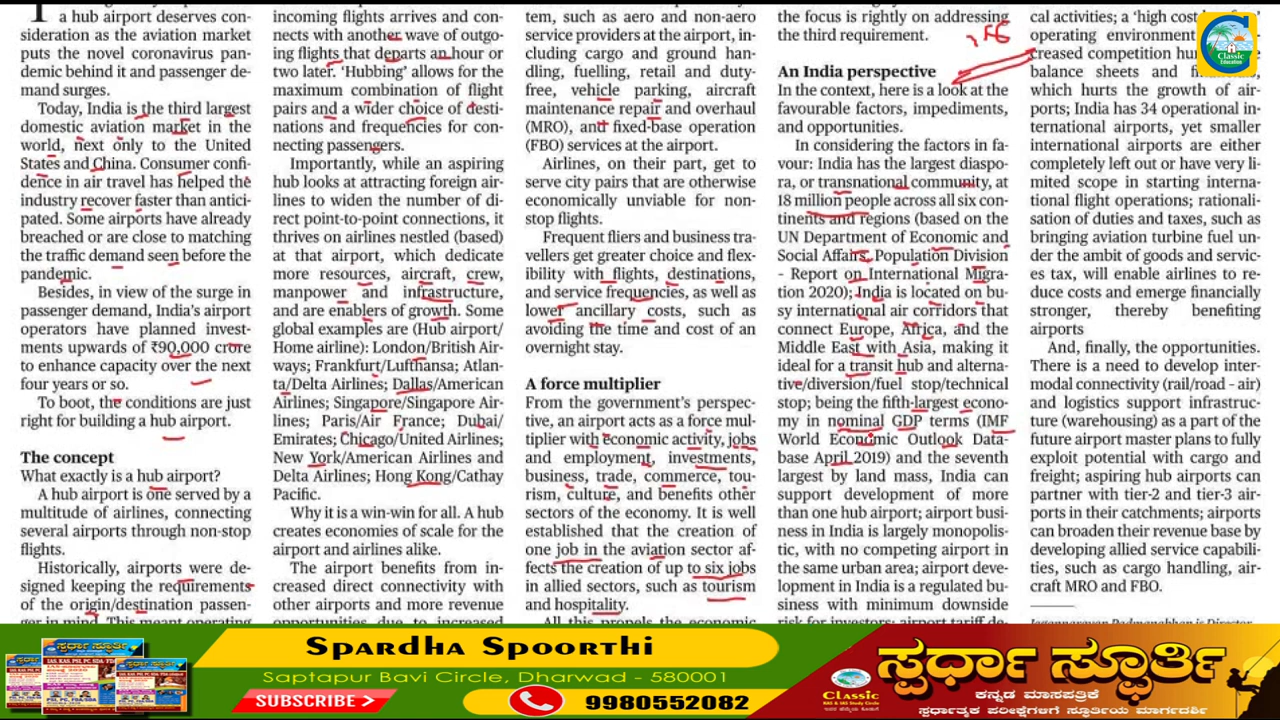 a hub airport deserves con-
sideration as the aviation market
puts the novel coronavirus pan-
demic behind it and passenger de-
mand surges.
Today, India is the third largest
domestic aviation market in the
world, next only to the United
States and China. Consumer confi-
dence in air travel has helped the
industry recover faster than antici-
pated. Some airports have already
breached or are close to matching
the traffic demand seen before the
pandemic.
Besides, in view of the surge in
passenger demand, India's airport
operators have planned invest-
ments upwards of ₹90,000 crore
to enhance capacity over the next
four years or so.
To boot, the conditions are just
right for building a hub airport.
The concept
What exactly is a hub airport?
A hub airport is one served by a
multitude of airlines, connecting
several airports through non-stop
flights.
Historically, airports were de-
signed keeping the requirements
of the origin/destination passen-
ger in mind. This meant operating
incoming flights arrives and con-
nects with another wave of outgo-
ing flights that departs an hour or
two later. 'Hubbing' allows for the
maximum combination of flight
pairs and a wider choice of desti-
nations and frequencies for con-
necting passengers.
Importantly, while an aspiring
hub looks at attracting foreign air-
lines to widen the number of di-
rect point-to-point connections, it
thrives on airlines nestled (based)
at that airport, which dedicate
more resources, aircraft, crew,
manpower and infrastructure,
and are enablers of growth. Some
global examples are (Hub airport/
Home airline): London/British Air-
ways; Frankfurt/Lufthansa; Atlan-
ta/Delta Airlines; Dallas/American
Airlines; Singapore/Singapore Air-
lines; Paris/Air France; Dubai/
Emirates; Chicago/United Airlines;
New York/American Airlines and
Delta Airlines; Hong Kong/Cathay
Pacific.
Why it is a win-win for all. A hub
creates economies of scale for the
airport and airlines alike.
The airport benefits from in-
creased direct connectivity with
other airports and more revenue
opportunities due to increased
tem, such as aero and non-aero
service providers at the airport, in-
cluding cargo and ground han-
ding, fuelling, retail and duty-
free, vehicle parking, aircraft
maintenance repair and overhaul
(MRO), and fixed-base operation
(FBO) services at the airport.
Airlines, on their part, get to
serve city pairs that are otherwise
economically unviable for non-
stop flights.
Frequent fliers and business tra-
vellers get greater choice and flex-
ibility with flights, destinations,
and service frequencies, as well as
lower ancillary costs, such as
avoiding the time and cost of an
overnight stay.
A force multiplier
From the government's perspec-
tive, an airport acts as a force mul-
tiplier with economic activity, jobs
and employment, investments,
business, trade, commerce, tou-
rism, culture, and benefits other
sectors of the economy. It is well
established that the creation of
one job in the aviation sector af-
fects the creation of up to six jobs
in allied sectors, such as tourism
and hospitality.
All this propels the economic
the focus is rightly on addressing
the third requirement.
An India perspective
In the context, here is a look at the
favourable factors, impediments,
and opportunities.
In considering the factors in fa-
vour: India has the largest diaspo-
ra, or transnational community, at
18 million people across all six con-
tinents and regions (based on the
UN Department of Economic and
Social Affairs, Population Division
- Report on International Migra-
tion 2020); India is located on bu-
sy international air corridors that
connect Europe, Africa, and the
Middle East with Asia, making it
ideal for a transit hub and alterna-
tive/diversion/fuel stop/technical
stop; being the fifth-largest econo-
my in nominal GDP terms (IMF
World Economic Outlook Data-
base April 2019) and the seventh
largest by land mass, India can
support development of more
than one hub airport; airport busi-
ness in India is largely monopolis-
tic, with no competing airport in
the same urban area; airport deve-
lopment in India is a regulated bu-
siness with minimum downside
risk for investors; airport tariff de-
cal activities; a 'high cost
operating environment
creased competition
balance sheets and
which hurts the growth of air-
ports; India has 34 operational in-
ternational airports, yet smaller
international airports are either
completely left out or have very li-
mited scope in starting interna-
tional flight operations; rationali-
sation of duties and taxes, such as
bringing aviation turbine fuel un-
der the ambit of goods and servic-
es tax, will enable airlines to re-
duce costs and emerge financially
stronger, thereby benefiting
airports
And, finally, the opportunities.
There is a need to develop inter-
modal connectivity (rail/road - air)
and logistics support infrastruc-
ture (warehousing) as a part of the
future airport master plans to fully
exploit potential with cargo and
freight; aspiring hub airports can
partner with tier-2 and tier-3 air-
ports in their catchments; airports
can broaden their revenue base by
developing allied service capabili-
ties, such as cargo handling, air-
craft MRO and FBO.
Classic
Education
Spardha Spoorthi
Saptapur Bavi Circle, Dharwad - 580001
SUBSCRIBE
9980552082
Classic
ಸ್ಪರ್ಧಾ ಸ್ಫೂರ್ತಿ
ಕನ್ನಡ ಮಾಸಪತ್ರಿಕೆ
ಸ್ಪರ್ಧಾತ್ಮಕ ಪರೀಕ್ಷೆಗಳಿಗೆ ಸ್ಫೂರ್ತಿಯ ಮಾರ್ಗದರ್ಶಿ